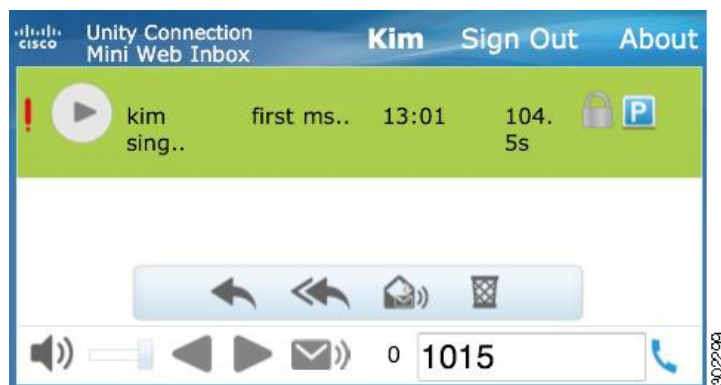 cisco
Unity Connection
Mini Web Inbox
Kim Sign Out About
! kim first ms.. 13:01 104. P
sing.. 5s
0 1015
302299